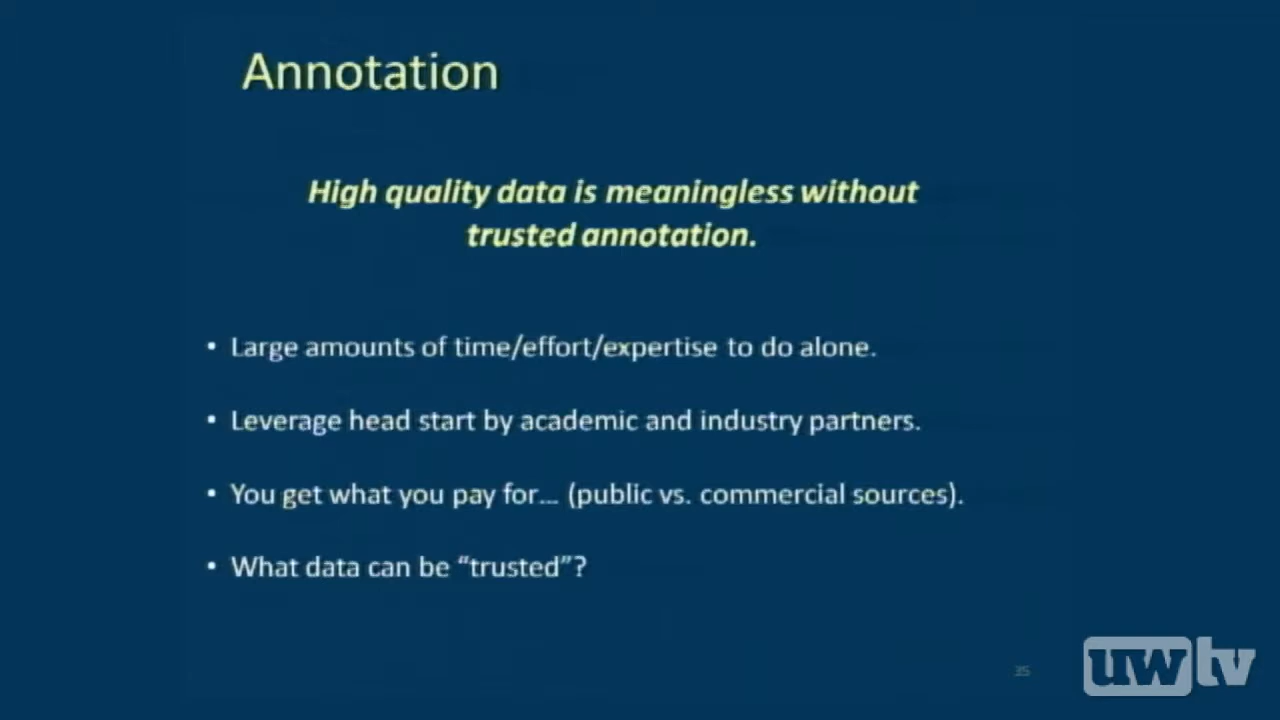 Annotation
High quality data is meaningless without
trusted annotation.
• Large amounts of time/effort/expertise to do alone.
• Leverage head start by academic and industry partners.
• You get what you pay for... (public vs. commercial sources).
• What data can be “trusted”?
35
uwtv